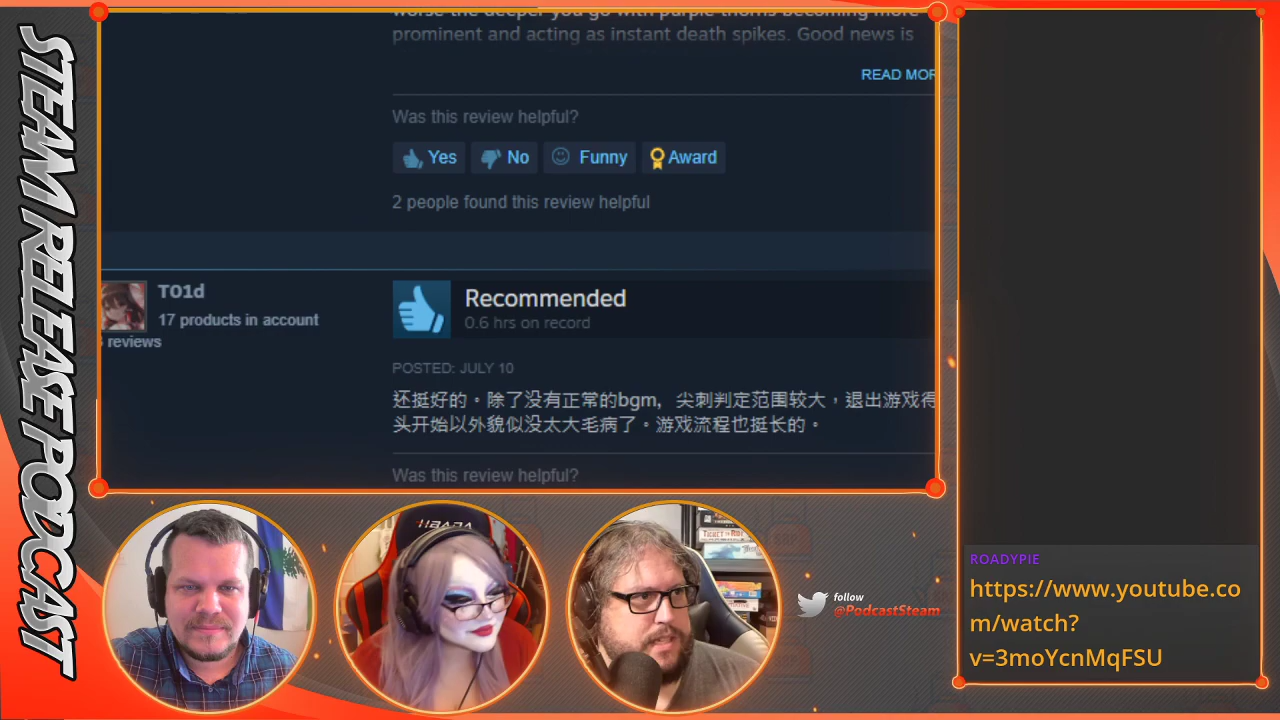 STEAM RELEASE PODCAST
worse the deeper you go with purple thorns becoming more
prominent and acting as instant death spikes. Good news is
READ MOR
Was this review helpful?
Yes
No
Funny
Award
2 people found this review helpful
T01d
17 products in account
reviews
Recommended
0.6 hrs on record
POSTED: JULY 10
还挺好的。除了没有正常的bgm，尖刺判定范围较大，退出游戏得
头开始以外貌似没太大毛病了。游戏流程也挺长的。
Was this review helpful?
TICKET TO RIDE
follow
@PodcastSteam
ROADYPIE
https://www.youtube.co
m/watch?
v=3moYcnMqFSU